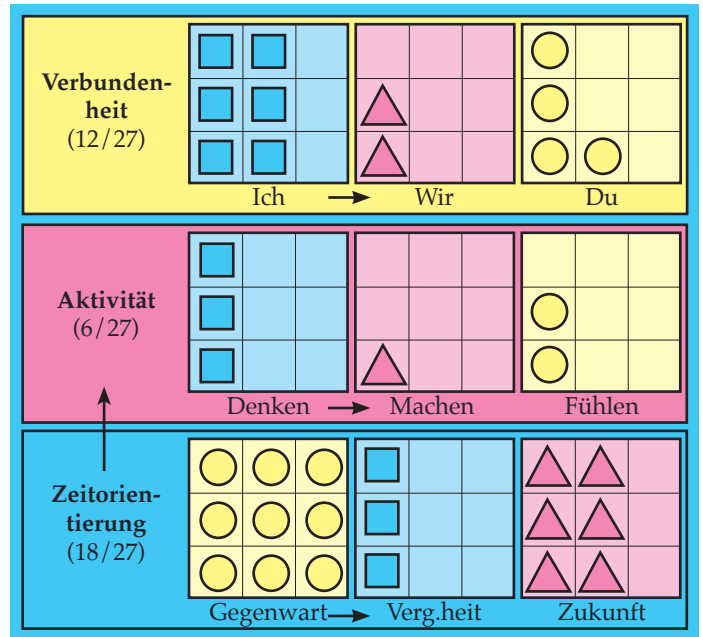 Verbunden-
heit
(12/27)
Ich → Wir Du
Aktivität
(6/27)
Denken → Machen Fühlen
Zeitorien-
tierung
(18/27)
Gegenwart → Verg.heit Zukunft